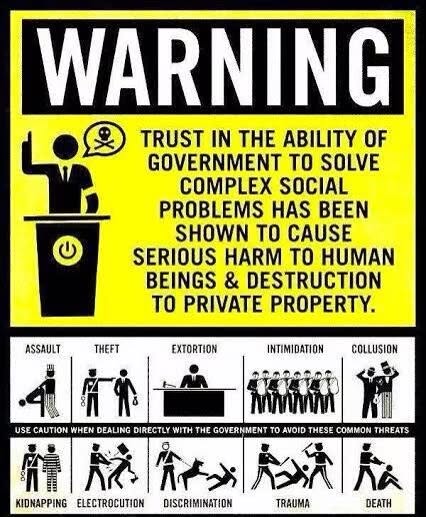 WARNING
TRUST IN THE ABILITY OF
GOVERNMENT TO SOLVE
COMPLEX SOCIAL
PROBLEMS HAS BEEN
SHOWN TO CAUSE
SERIOUS HARM TO HUMAN
BEINGS & DESTRUCTION
TO PRIVATE PROPERTY.
ASSAULT THEFT EXTORTION INTIMIDATION COLLUSION
USE CAUTION WHEN DEALING DIRECTLY WITH THE GOVERNMENT TO AVOID THESE COMMON THREATS
KIDNAPPING ELECTROCUTION DISCRIMINATION TRAUMA DEATH